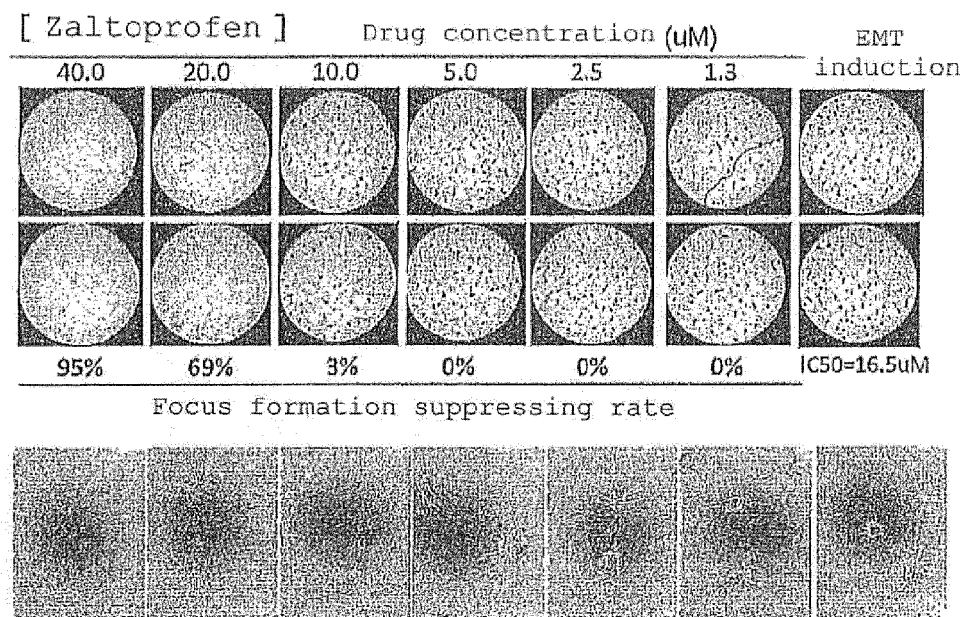 [ Zaltoprofen ]
Drug concentration (uM)
EMT
induction
40.0 20.0 10.0 5.0 2.5 1.3
95% 69% 3% 0% 0% 0% IC50=16.5uM
Focus formation suppressing rate